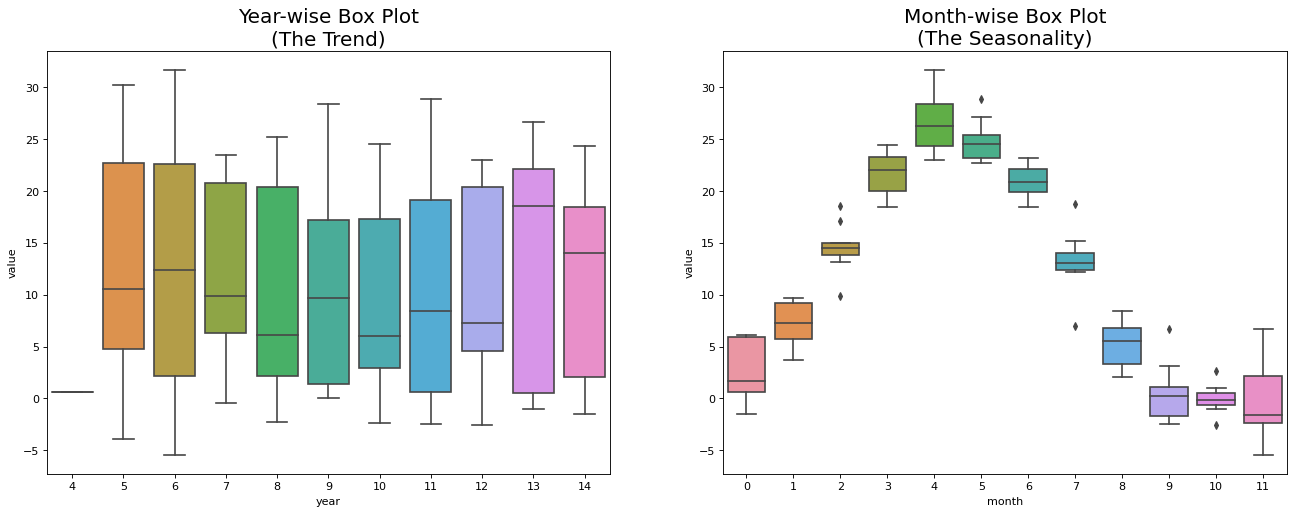 Year-wise Box Plot
(The Trend)
value
30
25
20
15
10
5
0
−5
4 5 6 7 8 9 10 11 12 13 14
year
Month-wise Box Plot
(The Seasonality)
value
30
25
20
15
10
5
0
−5
0 1 2 3 4 5 6 7 8 9 10 11
month